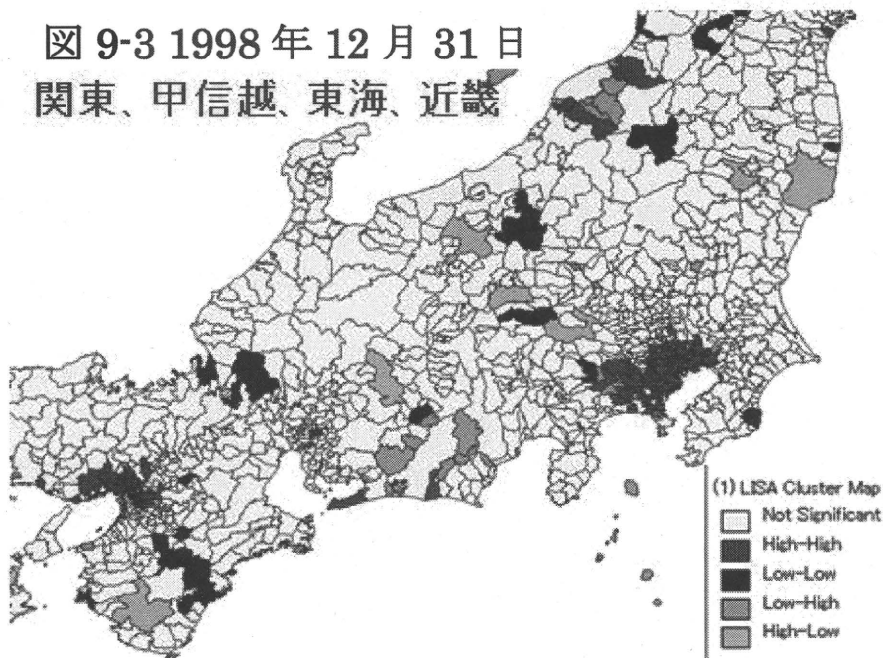 図 9-3 1998 年 12 月 31 日
関東、甲信越、東海、近畿
(1) LISA Cluster Map
Not Significant
High-High
Low-Low
Low-High
High-Low